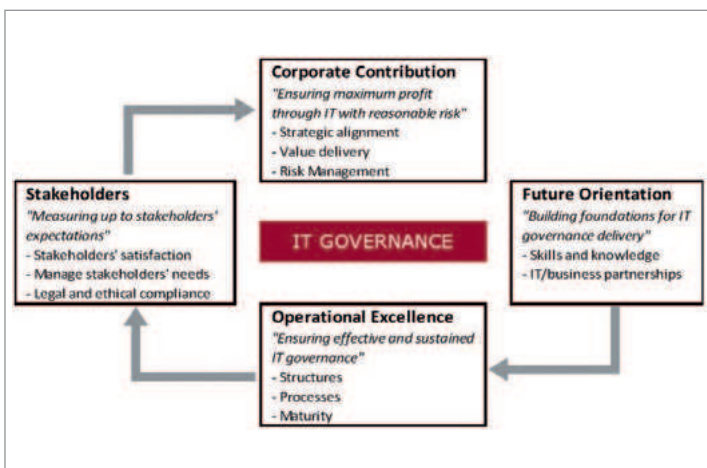 Corporate Contribution
"Ensuring maximum profit
through IT with reasonable risk"
- Strategic alignment
- Value delivery
- Risk Management
Stakeholders
"Measuring up to stakeholders'
expectations"
- Stakeholders' satisfaction
- Manage stakeholders' needs
- Legal and ethical compliance
IT GOVERNANCE
Future Orientation
"Building foundations for IT
governance delivery"
- Skills and knowledge
- IT/business partnerships
Operational Excellence
"Ensuring effective and sustained
IT governance"
- Structures
- Processes
- Maturity